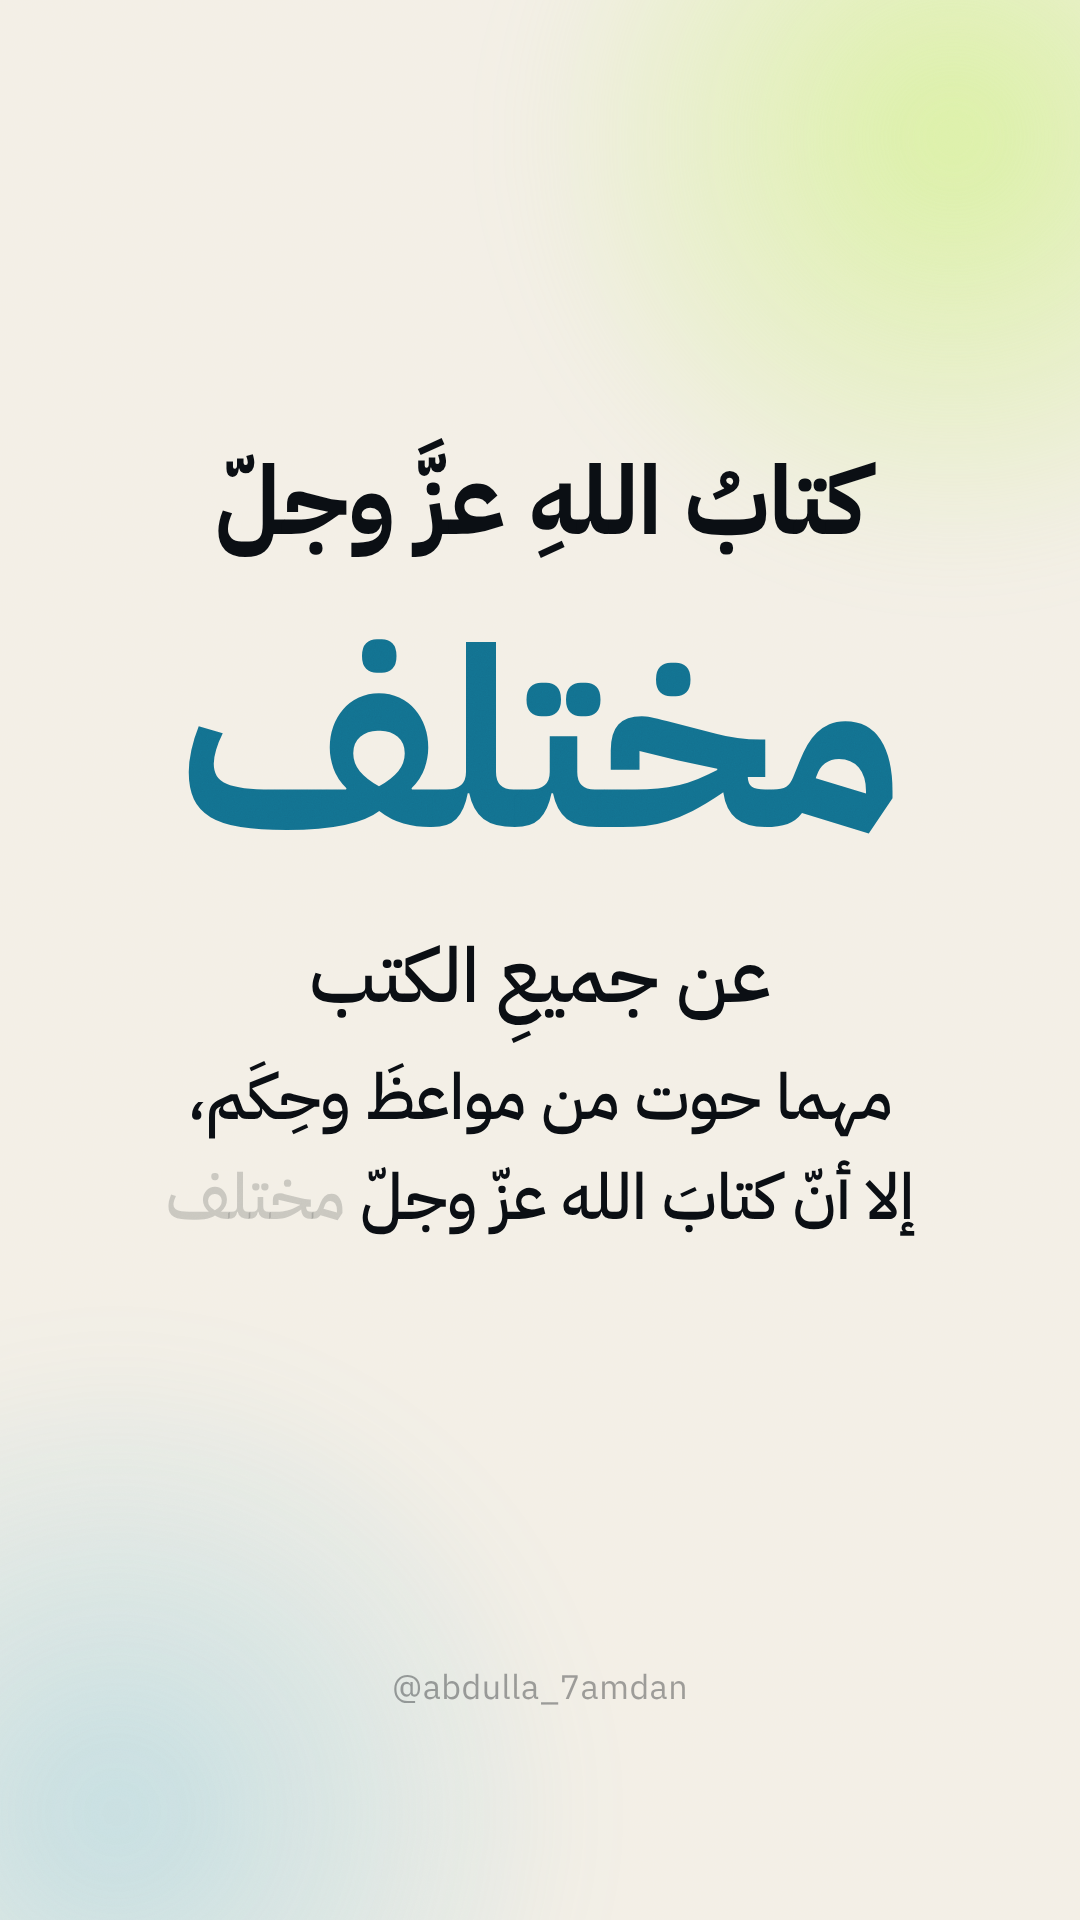 كتابُ اللهِ عزَّ وجلّ
مختلف
عن جميعِ الكتب
مهما حوت من مواعظَ وحِكَم،
إلا أنّ كتابَ الله عزّ وجلّ مختلف
@abdulla_7amdan